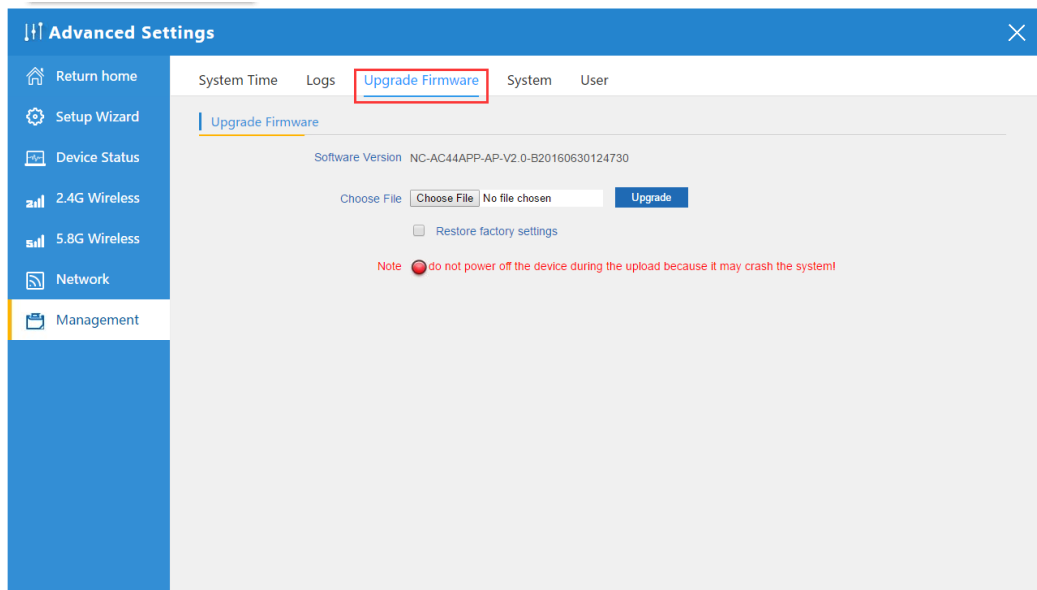 Advanced Settings
Return home
Setup Wizard
Device Status
2.4G Wireless
5.8G Wireless
Network
Management
System Time Logs Upgrade Firmware System User
Upgrade Firmware
Software Version NC-AC44APP-AP-V2.0-B20160630124730
Choose File Choose File No file chosen Upgrade
Restore factory settings
Note do not power off the device during the upload because it may crash the system!